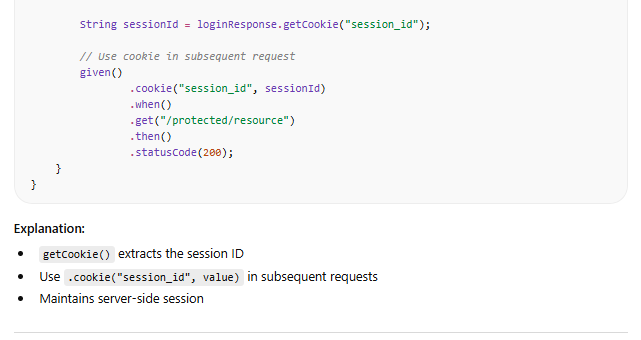 String sessionId = loginResponse.getCookie("session_id");
// Use cookie in subsequent request
given()
.cookie("session_id", sessionId)
.when()
.get("/protected/resource")
.then()
.statusCode(200);
}
}
Explanation:
• getCookie() extracts the session ID
• Use .cookie("session_id", value) in subsequent requests
• Maintains server-side session